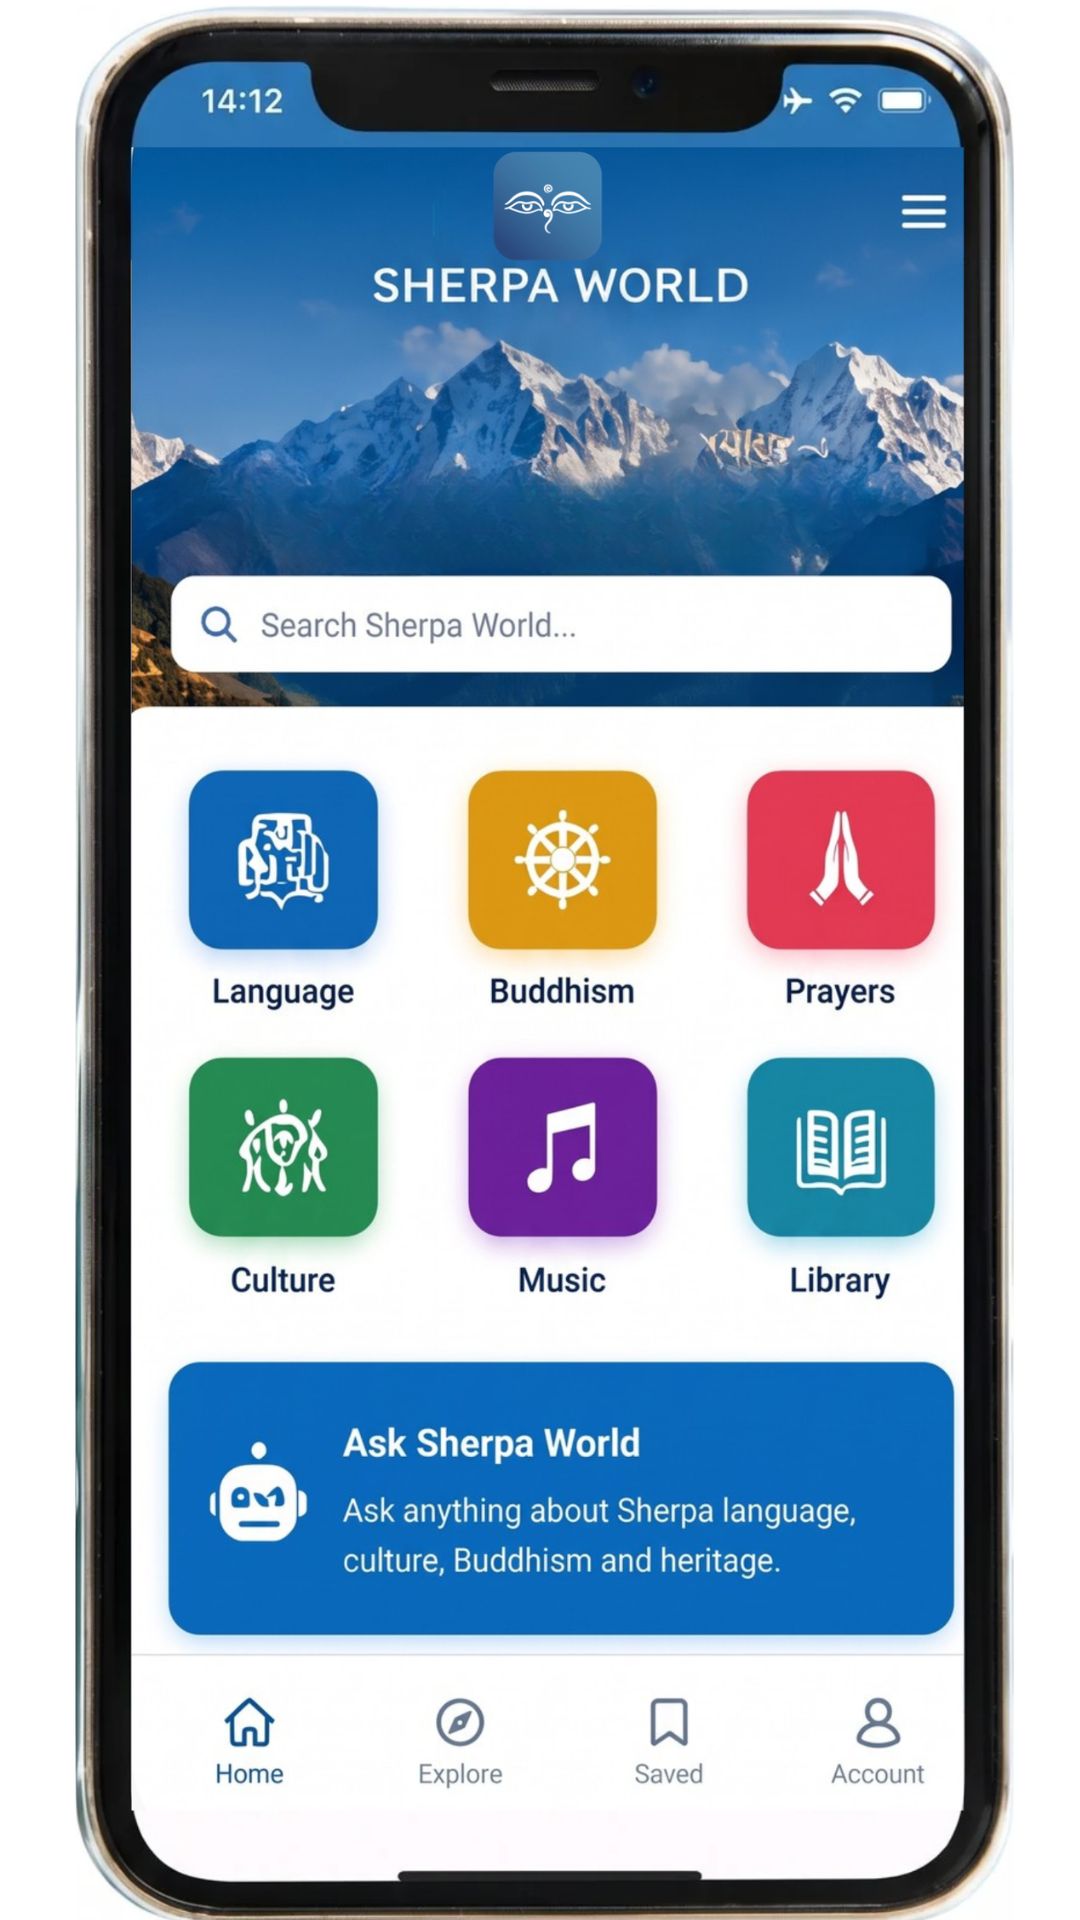 14:12
SHERPA WORLD
Search Sherpa World...
Language
Buddhism
Prayers
Culture
Music
Library
Ask Sherpa World
Ask anything about Sherpa language,
culture, Buddhism and heritage.
Home
Explore
Saved
Account